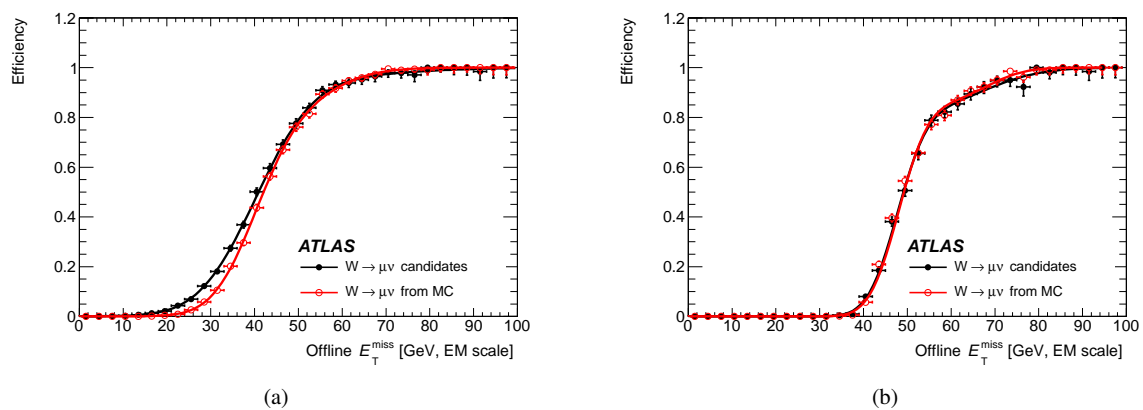 Efficiency
1.2
1
0.8
0.6
0.4
0.2
0
ATLAS
W → μν candidates
W → μν from MC
0 10 20 30 40 50 60 70 80 90 100
Offline E_T^miss [GeV, EM scale]
(a)
Efficiency
1.2
1
0.8
0.6
0.4
0.2
0
ATLAS
W → μν candidates
W → μν from MC
0 10 20 30 40 50 60 70 80 90 100
Offline E_T^miss [GeV, EM scale]
(b)